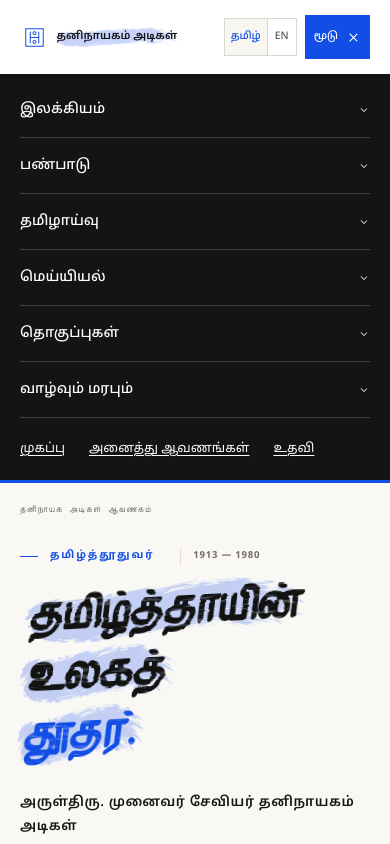 தனிநாயகம் அடிகள்
தமிழ் EN மூடு ×
இலக்கியம்
பண்பாடு
தமிழாய்வு
மெய்யியல்
தொகுப்புகள்
வாழ்வும் மரபும்
முகப்பு அனைத்து ஆவணங்கள் உதவி
தனிநாயக அடிகள் ஆவணகம்
தமிழ்த்தூதுவர் 1913 — 1980
தமிழ்த்தாயின்
உலகத்
தூதர்.
அருள்திரு. முனைவர் சேவியர் தனிநாயகம்
அடிகள்